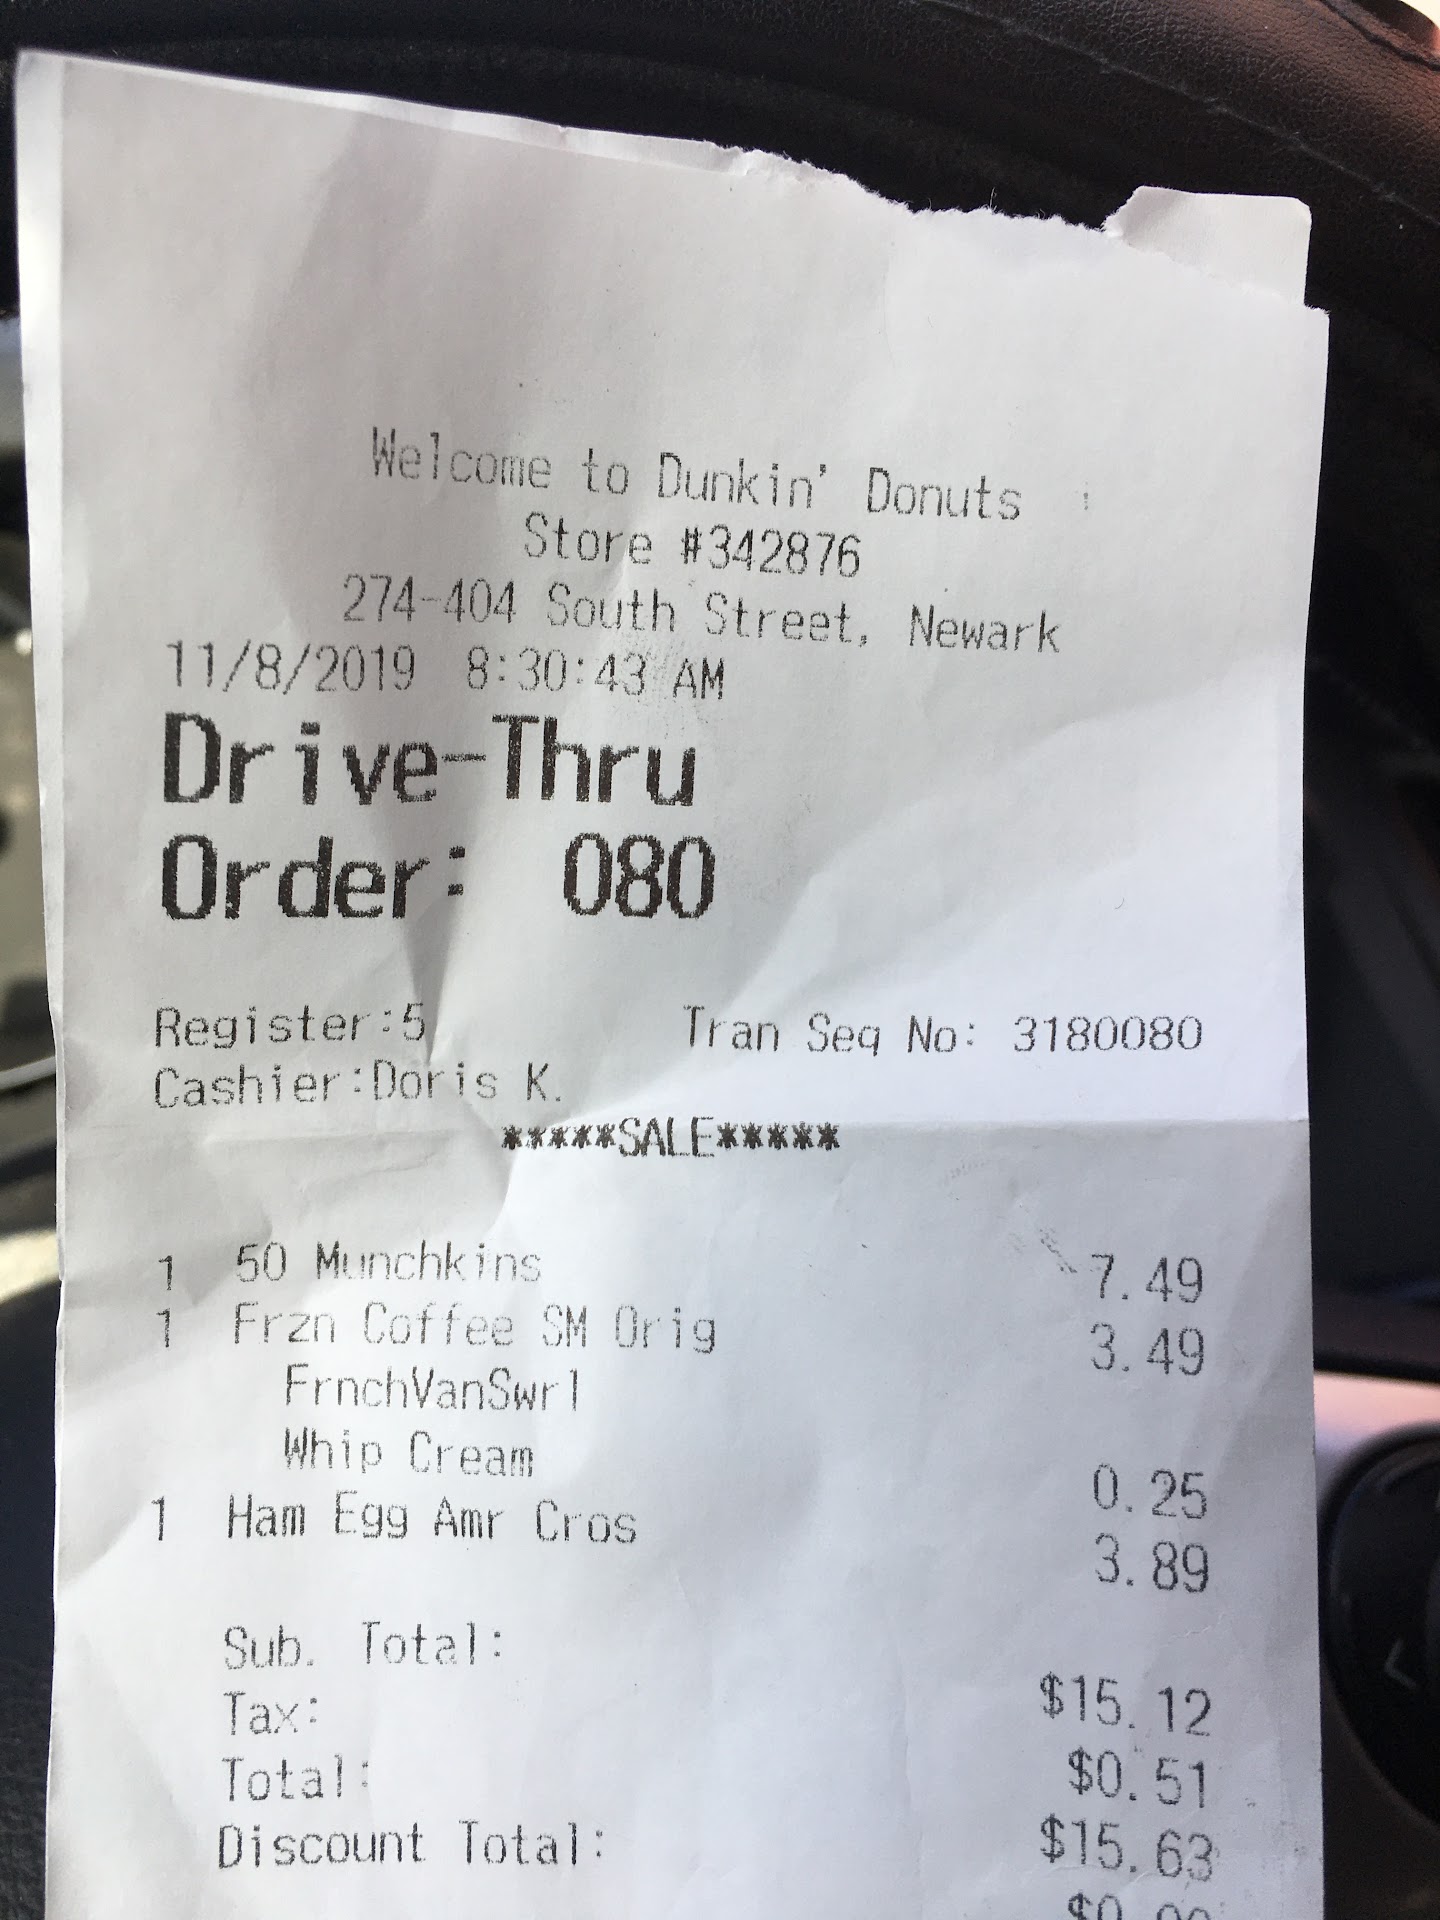 Welcome to Dunkin' Donuts
Store #342876
274-404 South Street, Newark
11/8/2019 8:30:43 AM
Drive-Thru
Order: 080
Register:5 Tran Seq No: 3180080
Cashier:Doris K.
*****SALE*****
1 50 Munchkins 7.49
1 Frzn Coffee SM Orig 3.49
FrnchVanSwrl
Whip Cream 0.25
1 Ham Egg Amr Cros 3.89
Sub. Total: $15.12
Tax: $0.51
Total: $15.63
Discount Total: